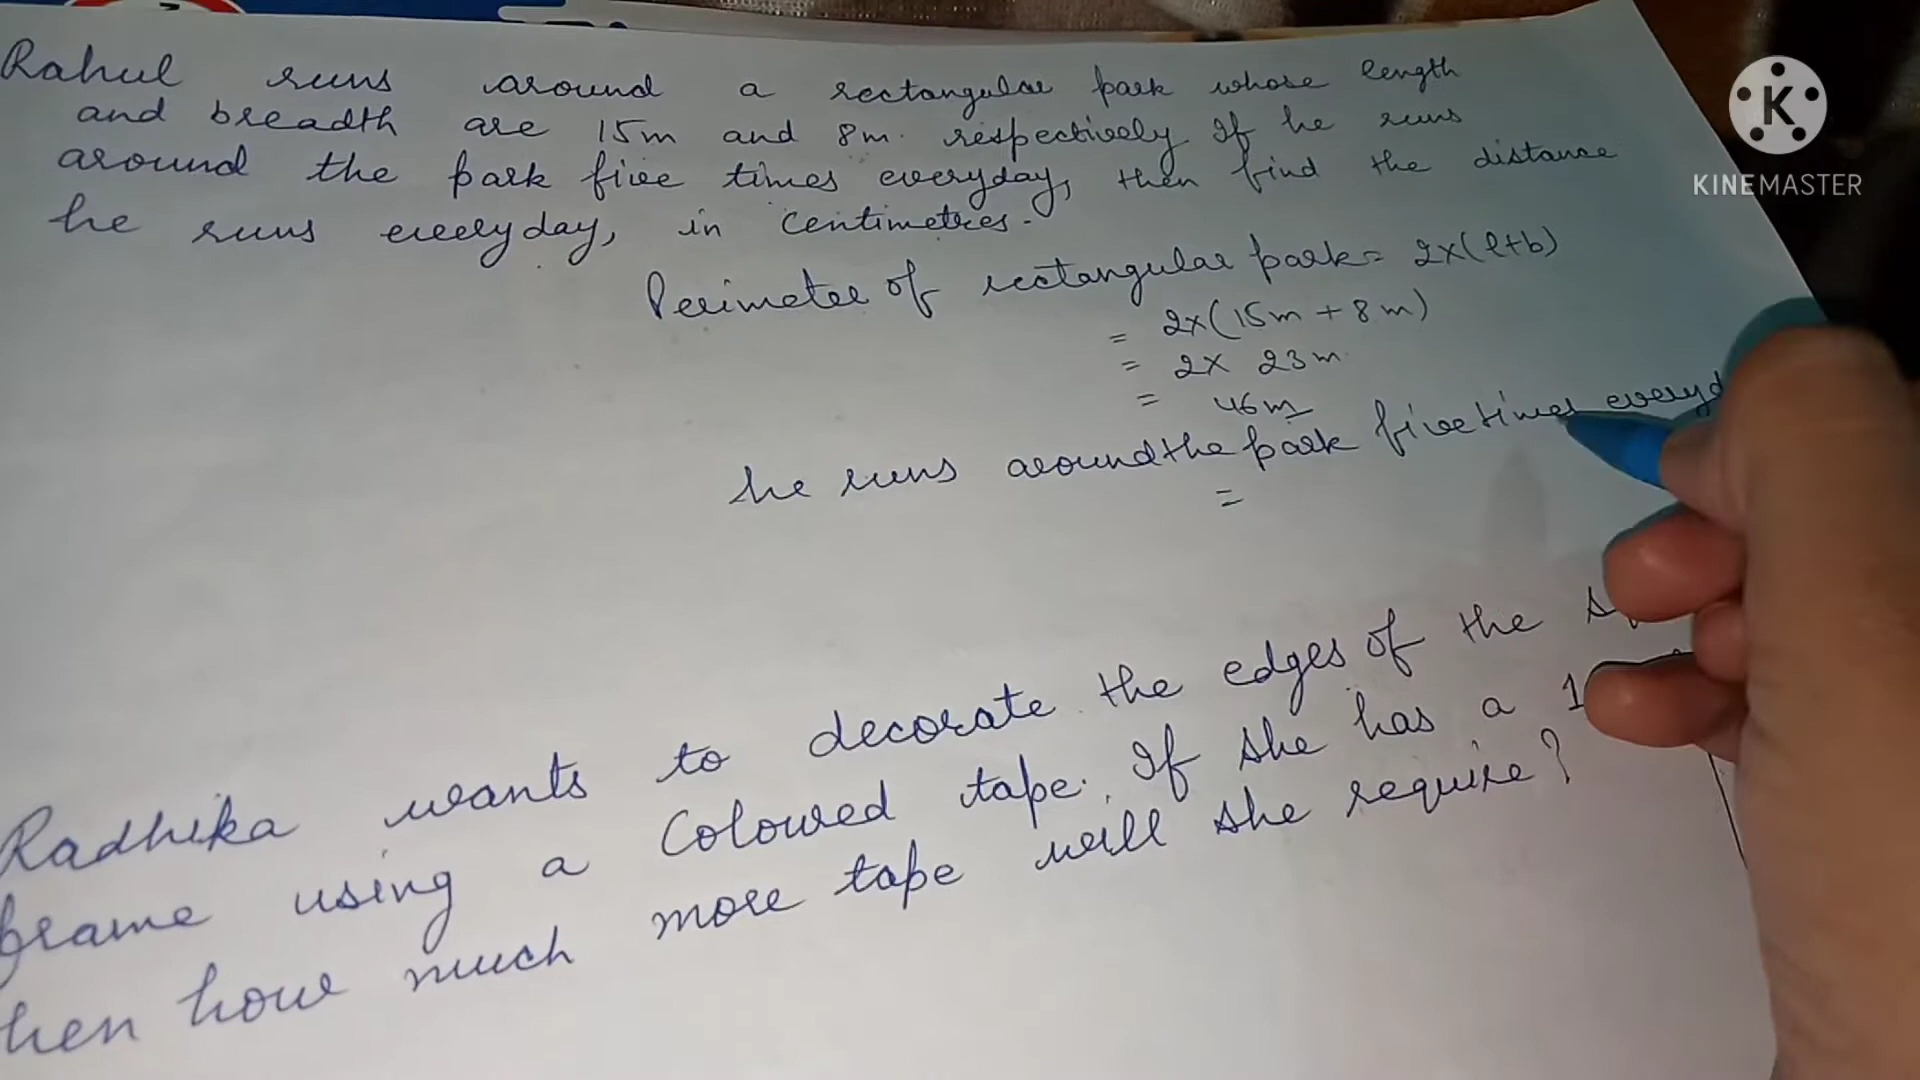 Rahul runs around a rectangular park whose length
and breadth are 15m and 8m. respectively If he runs
around the park five times everyday, then find the distance
he runs everyday, in centimetres.
Perimeter of rectangular park = 2x(l+b)
= 2x(15m + 8m)
= 2x 23m
= 46m
he runs around the park five times everyd
=
Radhika wants to decorate the edges of the
frame using a Coloured tape. If she has a 1
hen how much more tape will she require?
K
KINEMASTER